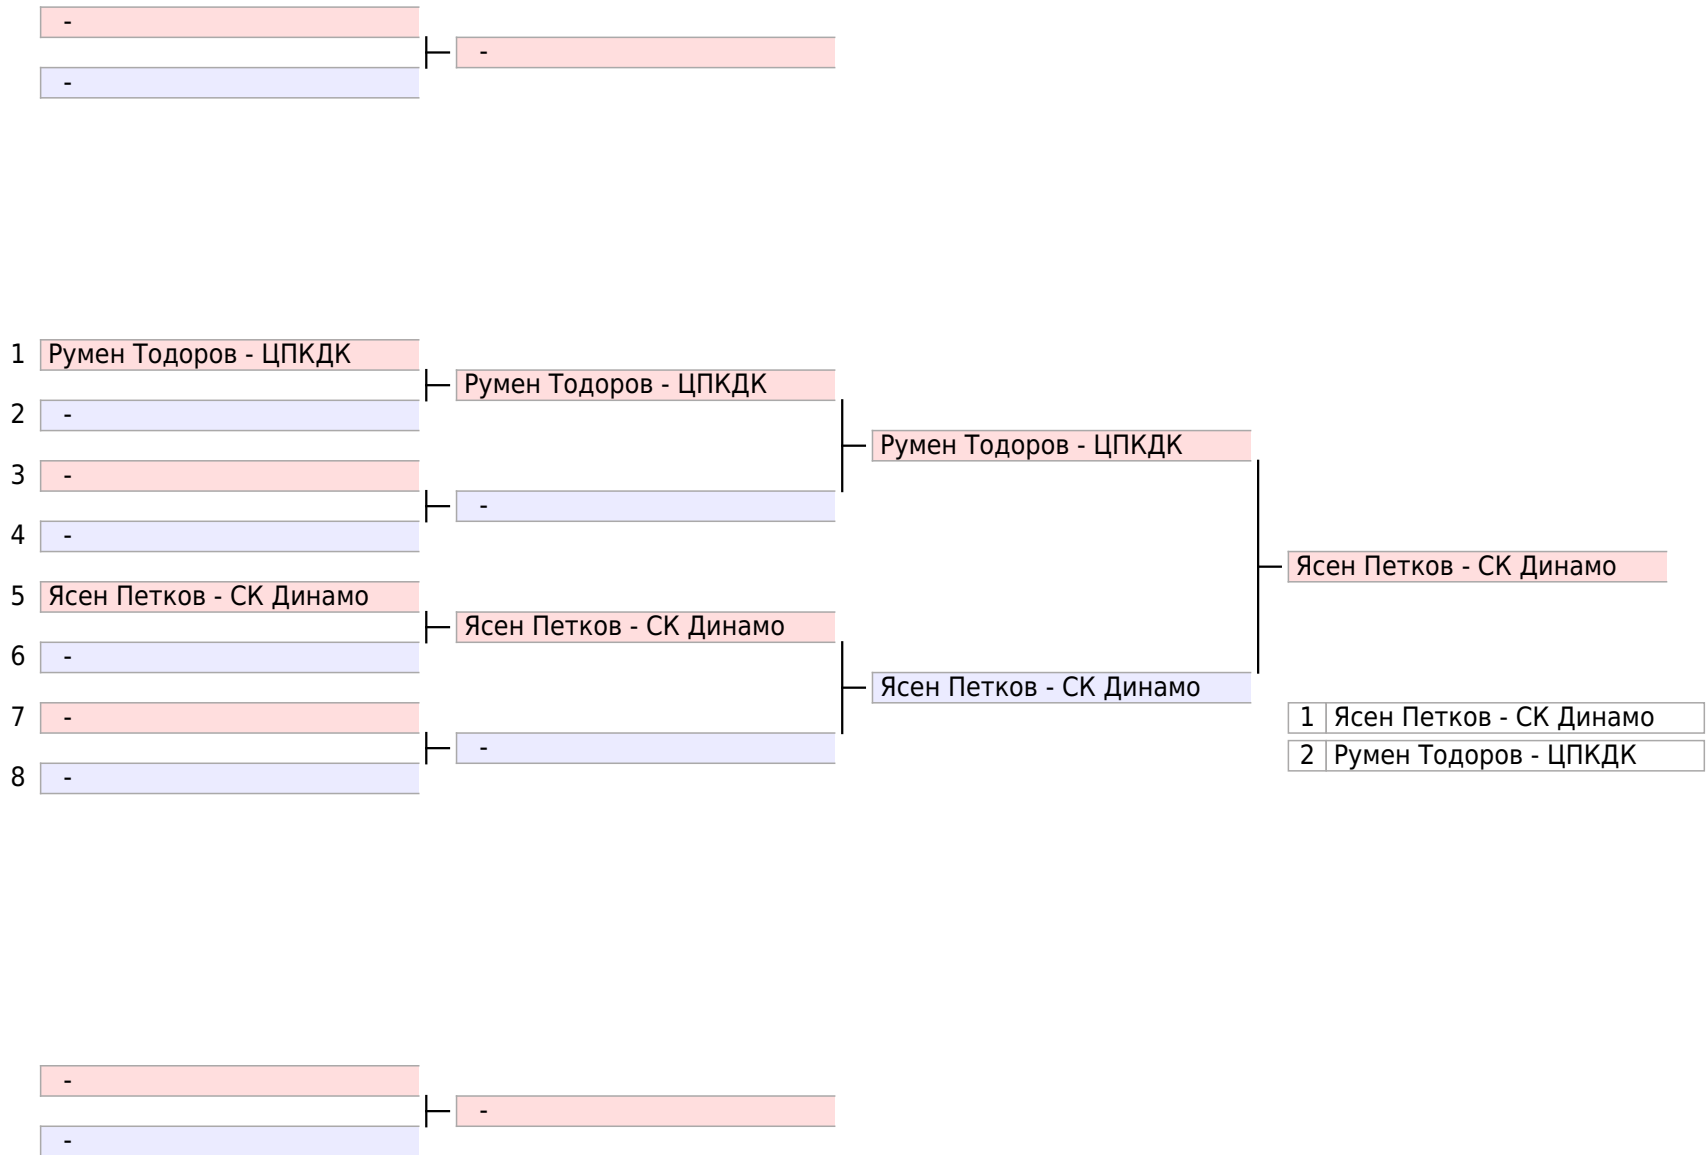 -
-
-
1 Румен Тодоров - ЦПКДК
Румен Тодоров - ЦПКДК
2 -
Румен Тодоров - ЦПКДК
3 -
-
4 -
Ясен Петков - СК Динамо
5 Ясен Петков - СК Динамо
Ясен Петков - СК Динамо
6 -
Ясен Петков - СК Динамо
7 -
1 Ясен Петков - СК Динамо
-
2 Румен Тодоров - ЦПКДК
8 -
-
-
-